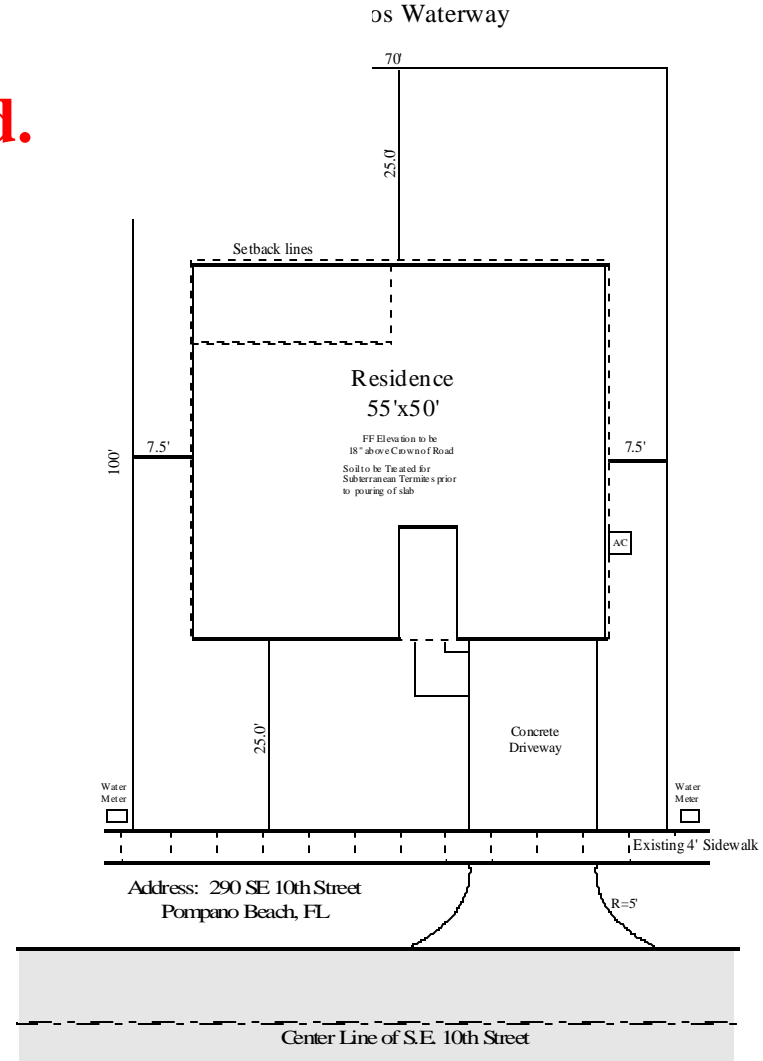 os Waterway
70'
d.
25.0'
Setback lines
Residence
55'x50'
FF Elevation to be
18" above Crown of Road
Soil to be Treated for
Subterranean Termites prior
to pouring of slab
7.5'
7.5'
100'
A/C
25.0'
Concrete
Driveway
Water
Meter
Water
Meter
Existing 4' Sidewalk
Address: 290 SE 10th Street
Pompano Beach, FL
R=5'
Center Line of S.E. 10th Street